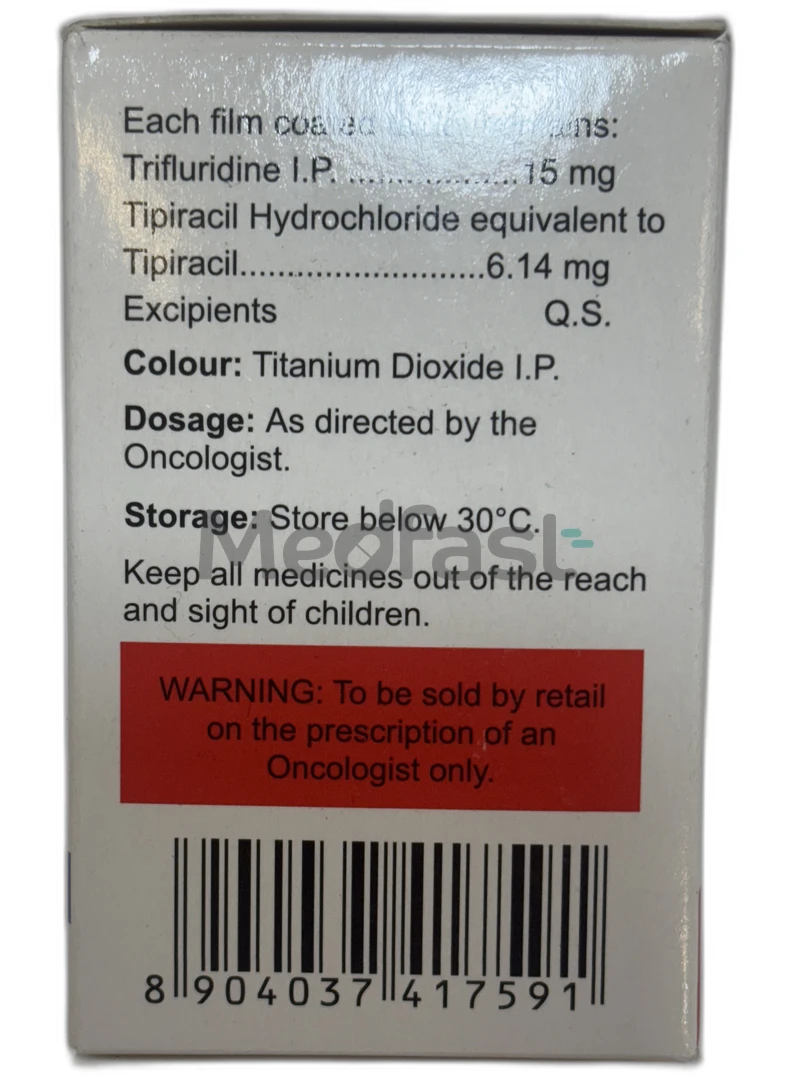 Each film coated
Trifluridine I.P. ..................15 mg
Tipiracil Hydrochloride equivalent to
Tipiracil..........................6.14 mg
Excipients Q.S.
Colour: Titanium Dioxide I.P.
Dosage: As directed by the
Oncologist.
Storage: Store below 30°C.
Medfast
Keep all medicines out of the reach
and sight of children.
WARNING: To be sold by retail
on the prescription of an
Oncologist only.
8 904037 417591